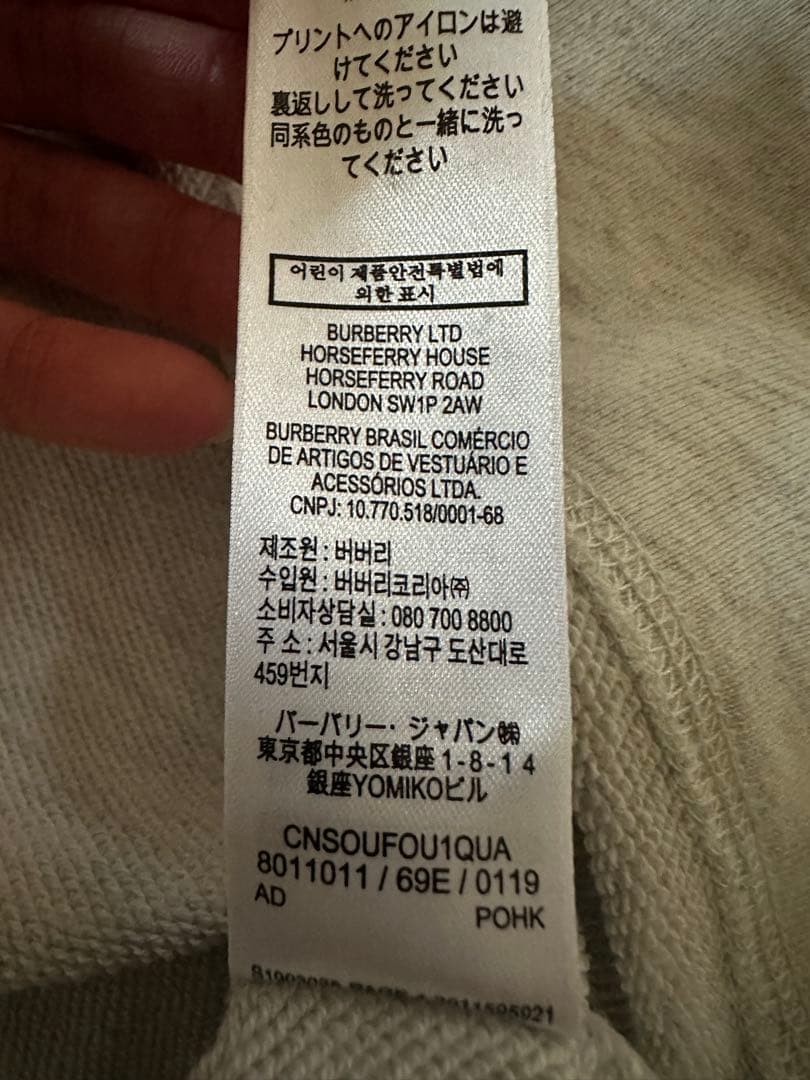 プリントへのアイロンは避
けてください
裏返しして洗ってください
同系色のものと一緒に洗っ
てください
어린이 제품안전특별법에
의한 표시
BURBERRY LTD
HORSEFERRY HOUSE
HORSEFERRY ROAD
LONDON SW1P 2AW
BURBERRY BRASIL COMÉRCIO
DE ARTIGOS DE VESTUÁRIO E
ACESSÓRIOS LTDA.
CNPJ: 10.770.518/0001-68
제조원 : 버버리
수입원 : 버버리코리아㈜
소비자상담실 : 080 700 8800
주 소 : 서울시 강남구 도산대로
459번지
バーバリー・ジャパン㈱
東京都中央区銀座1-8-14
銀座YOMIKOビル
CNSOUFOU1QUA
8011011 / 69E / 0119
AD
POHK